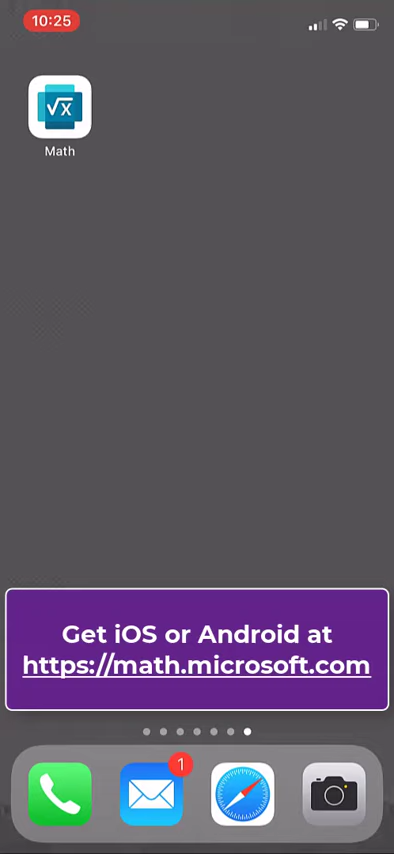 10:25
√x
Math
Get iOS or Android at
https://math.microsoft.com
1